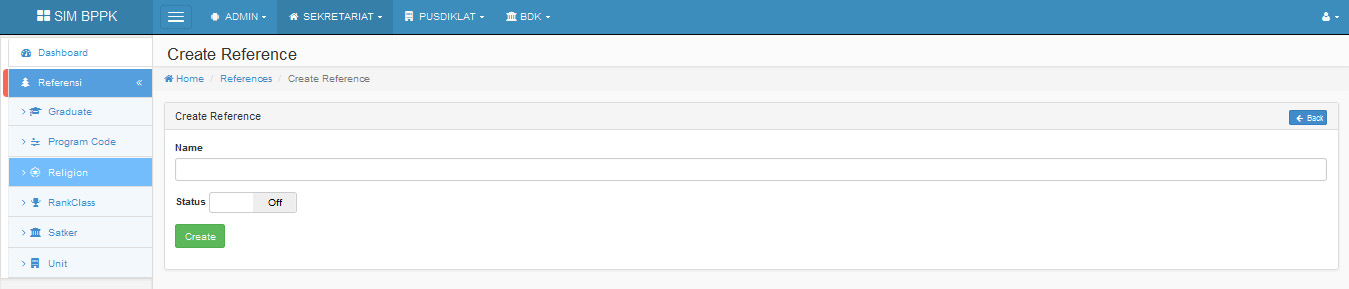 SIM BPPK
ADMIN
SEKRETARIAT
PUSDIKLAT
BDK
Dashboard
Referensi
Graduate
Program Code
Religion
RankClass
Satker
Unit
Create Reference
Home / References / Create Reference
Create Reference
Back
Name
Status Off
Create